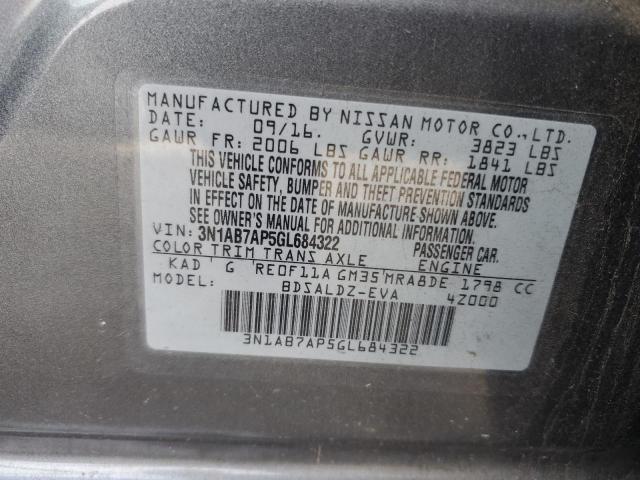 MANUFACTURED BY NISSAN MOTOR CO.,LTD.
DATE: 09/16. GVWR: 3823 LBS
GAWR FR: 2006 LBS GAWR RR: 1841 LBS
THIS VEHICLE CONFORMS TO ALL APPLICABLE FEDERAL MOTOR
VEHICLE SAFETY, BUMPER AND THEFT PREVENTION STANDARDS
IN EFFECT ON THE DATE OF MANUFACTURE SHOWN ABOVE.
SEE OWNER'S MANUAL FOR ADDITIONAL INFORMATION.
VIN: 3N1AB7AP5GL684322 PASSENGER CAR.
COLOR TRIM TRANS AXLE ENGINE
KAD G RE0F11A GM35 MRA8DE 1798 CC
MODEL: BDSALDZ-EVA 4Z000
3N1AB7AP5GL684322